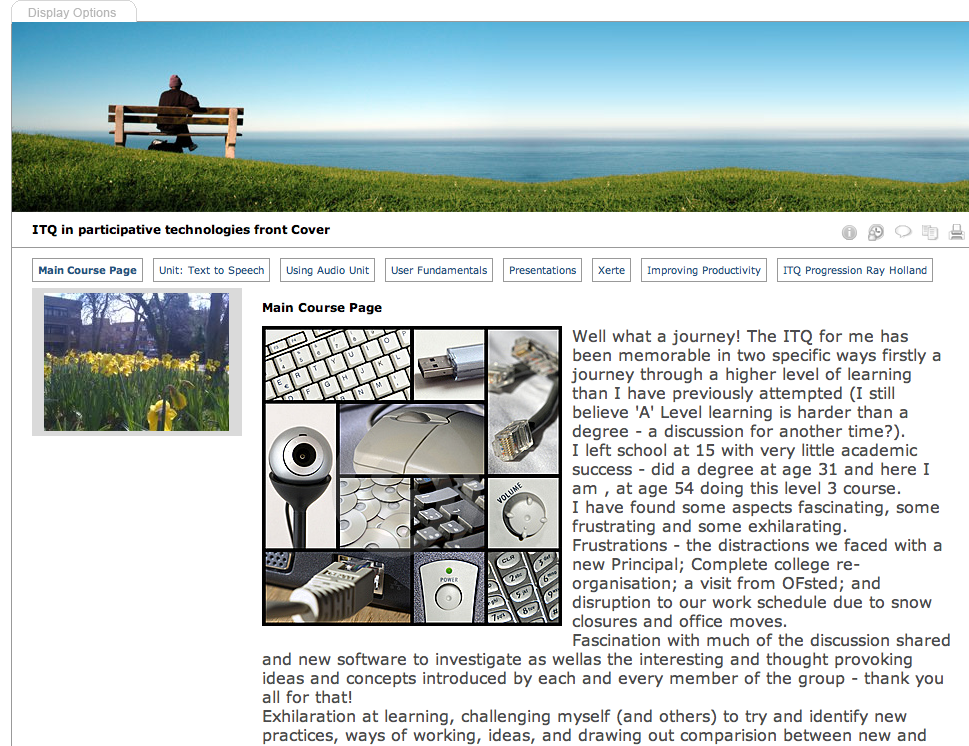 Display Options
ITQ in participative technologies front Cover
Main Course Page
Unit: Text to Speech
Using Audio Unit
User Fundamentals
Presentations
Xerte
Improving Productivity
ITQ Progression Ray Holland
Main Course Page
VOLUME
POWER
CLR
Well what a journey! The ITQ for me has
been memorable in two specific ways firstly a
journey through a higher level of learning
than I have previously attempted (I still
believe 'A' Level learning is harder than a
degree - a discussion for another time?).
I left school at 15 with very little academic
success - did a degree at age 31 and here I
am , at age 54 doing this level 3 course.
I have found some aspects fascinating, some
frustrating and some exhilarating.
Frustrations - the distractions we faced with a
new Principal; Complete college re-
organisation; a visit from OFsted; and
disruption to our work schedule due to snow
closures and office moves.
Fascination with much of the discussion shared
and new software to investigate as wellas the interesting and thought provoking
ideas and concepts introduced by each and every member of the group - thank you
all for that!
Exhilaration at learning, challenging myself (and others) to try and identify new
practices, ways of working, ideas, and drawing out comparision between new and